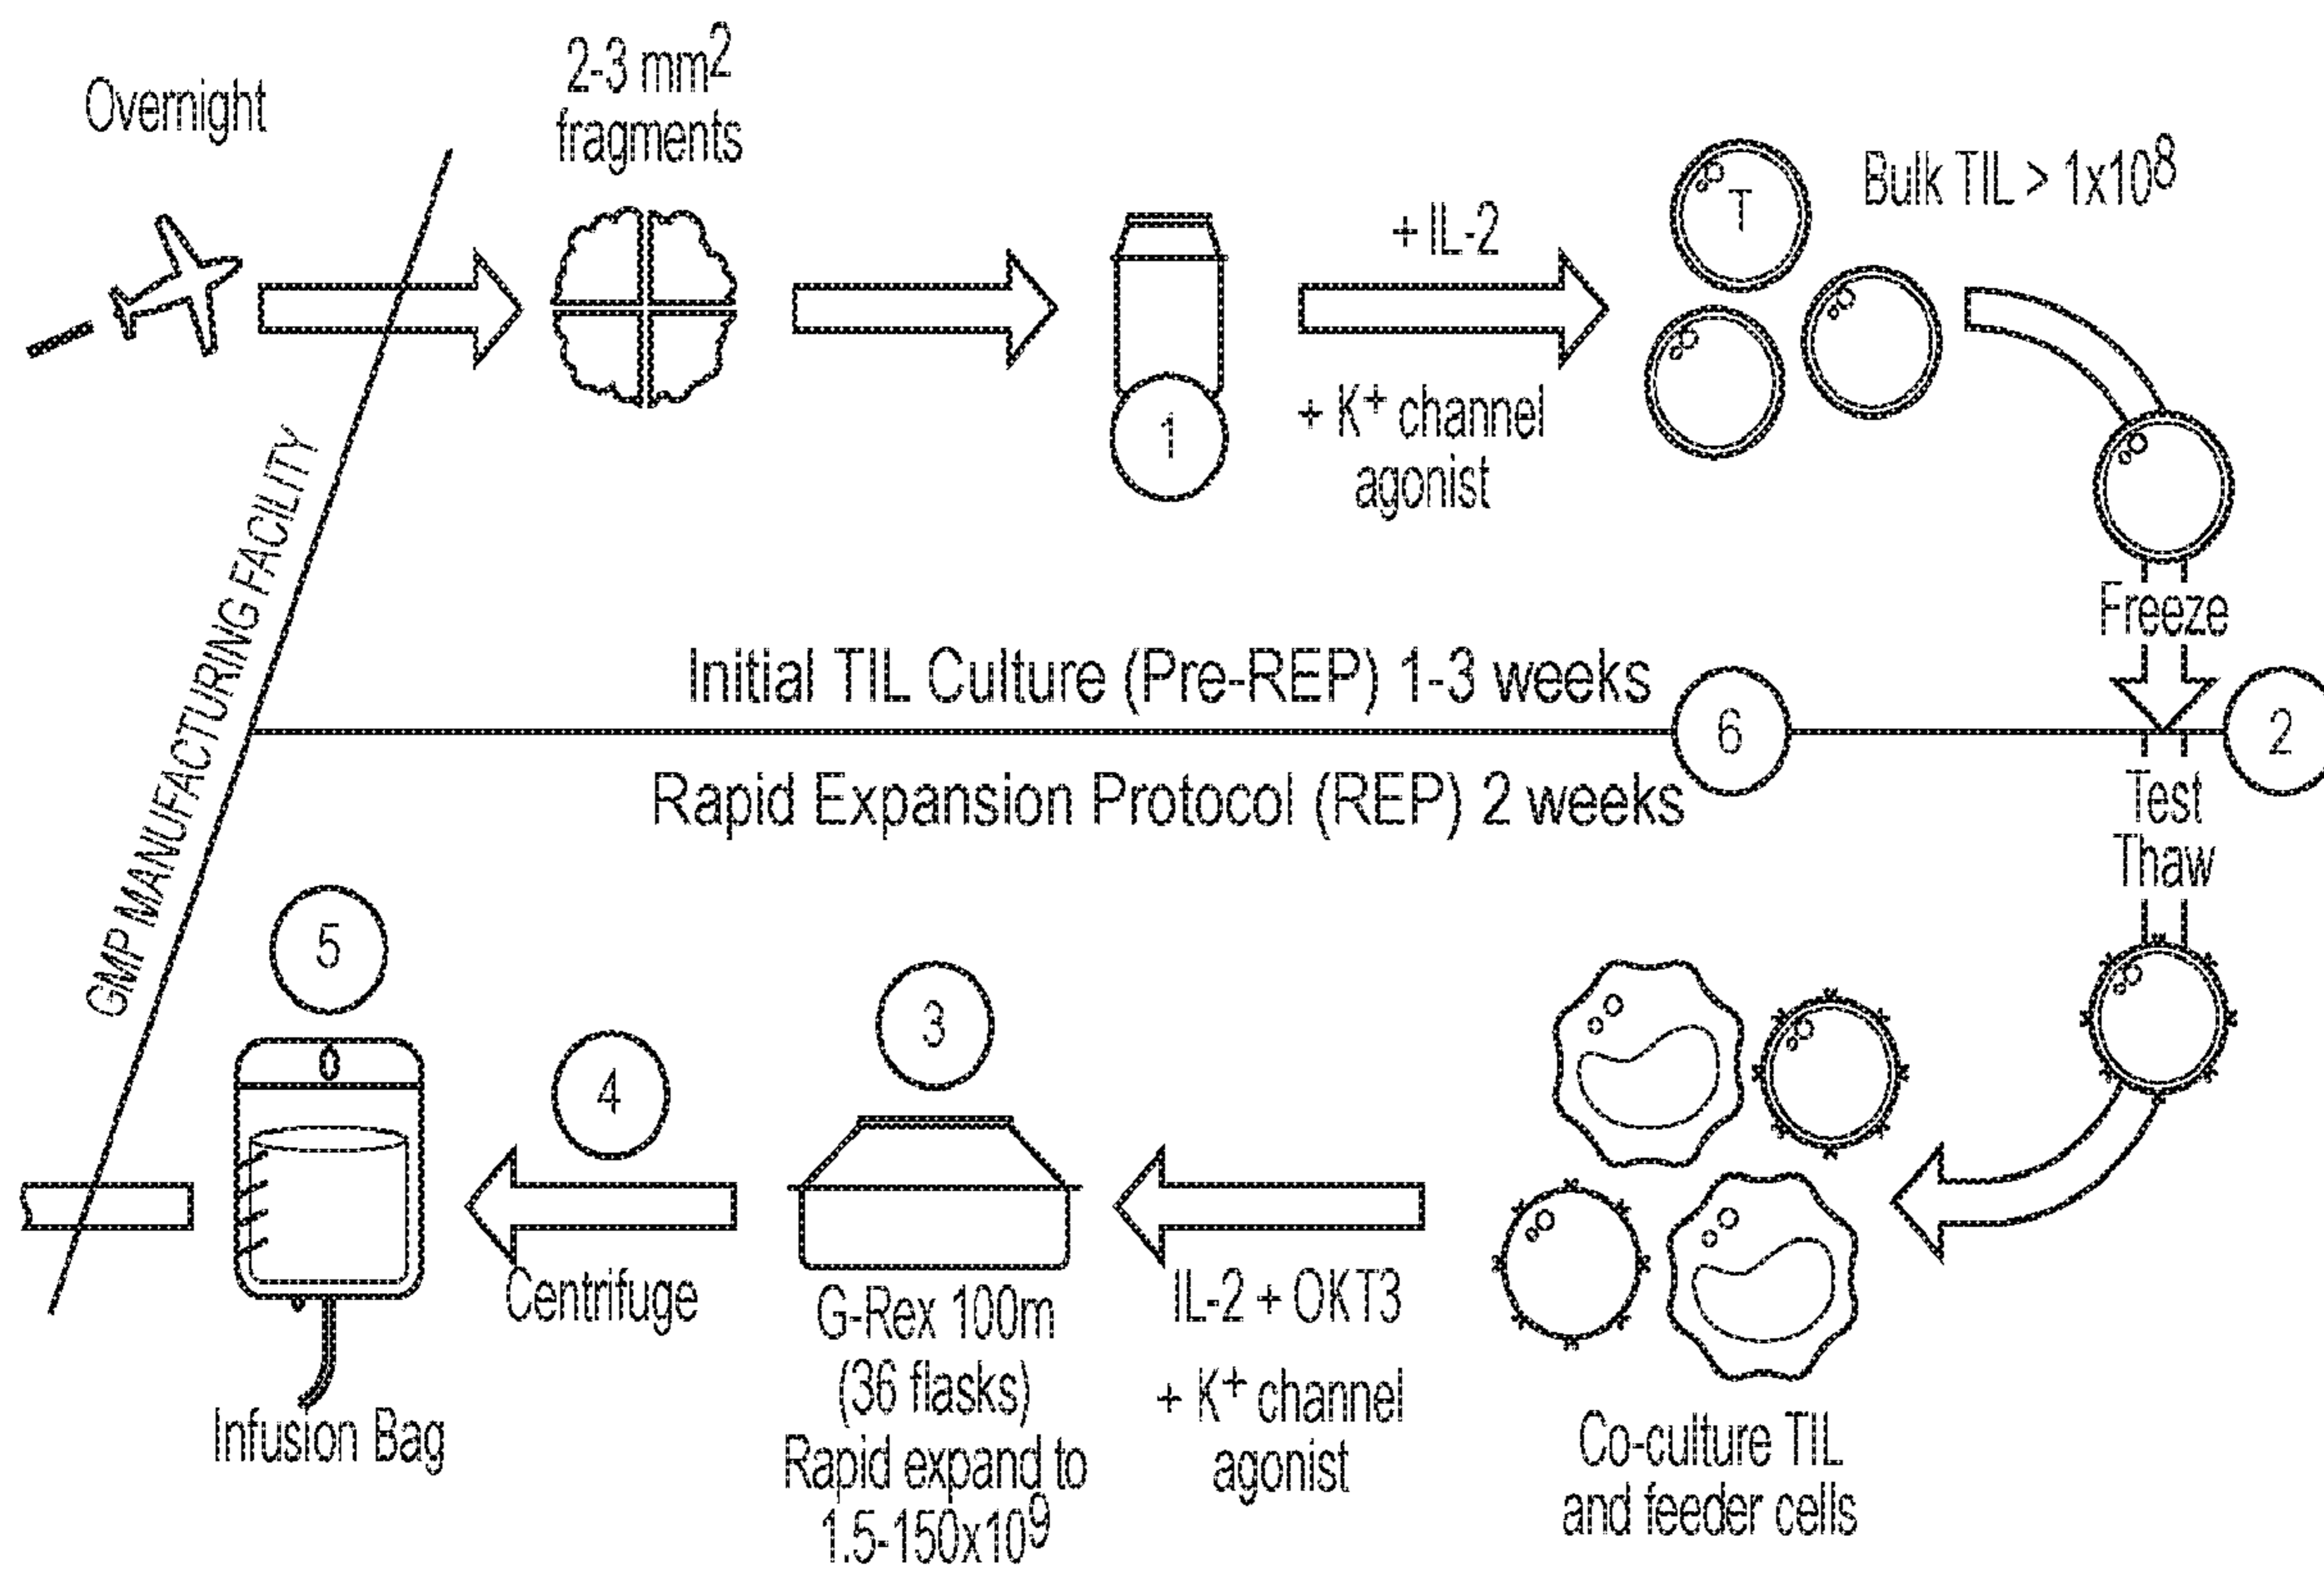 Overnight
2-3 mm²
fragments
1
+ IL-2
+ K⁺ channel
agonist
T
Bulk TIL > 1x10⁸
Freeze
GMP MANUFACTURING FACILITY
Initial TIL Culture (Pre-REP) 1-3 weeks
6
2
Rapid Expansion Protocol (REP) 2 weeks
Test
Thaw
Co-culture TIL
and feeder cells
IL-2 + OKT3
+ K⁺ channel
agonist
3
G-Rex 100m
(36 flasks)
Rapid expand to
1.5-150x10⁹
4
Centrifuge
5
Infusion Bag